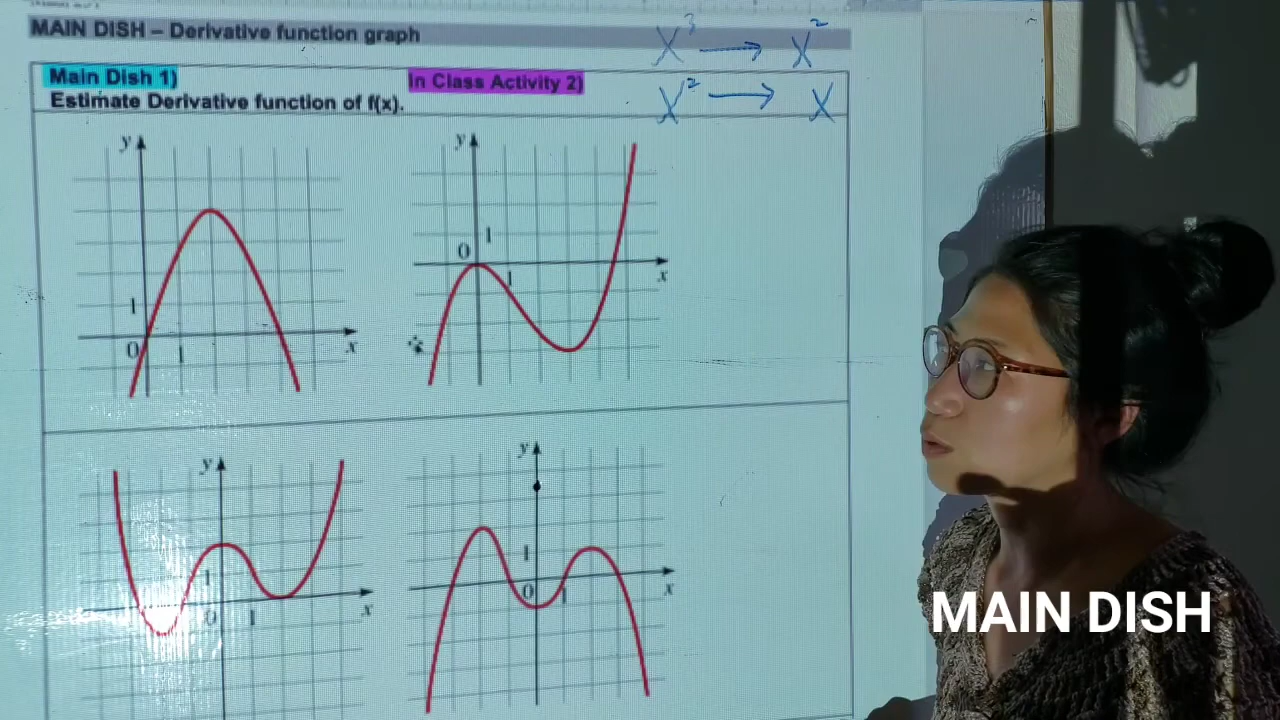 MAIN DISH – Derivative function graph
X³ → X²
Main Dish 1)
In Class Activity 2)
Estimate Derivative function of f(x).
X² → X
y
1
0
1
x
y
1
0
1
x
y
1
0
1
x
y
1
0
1
x
MAIN DISH